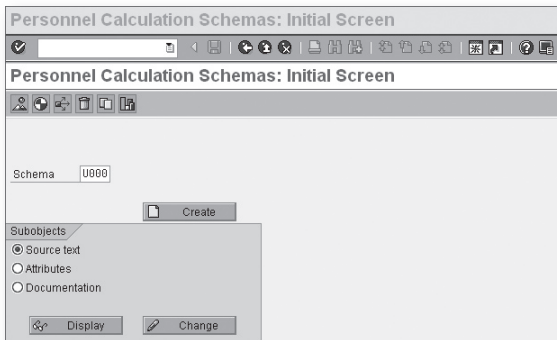 Personnel Calculation Schemas: Initial Screen
Personnel Calculation Schemas: Initial Screen
Schema U000
Create
Subobjects
Source text
Attributes
Documentation
Display Change